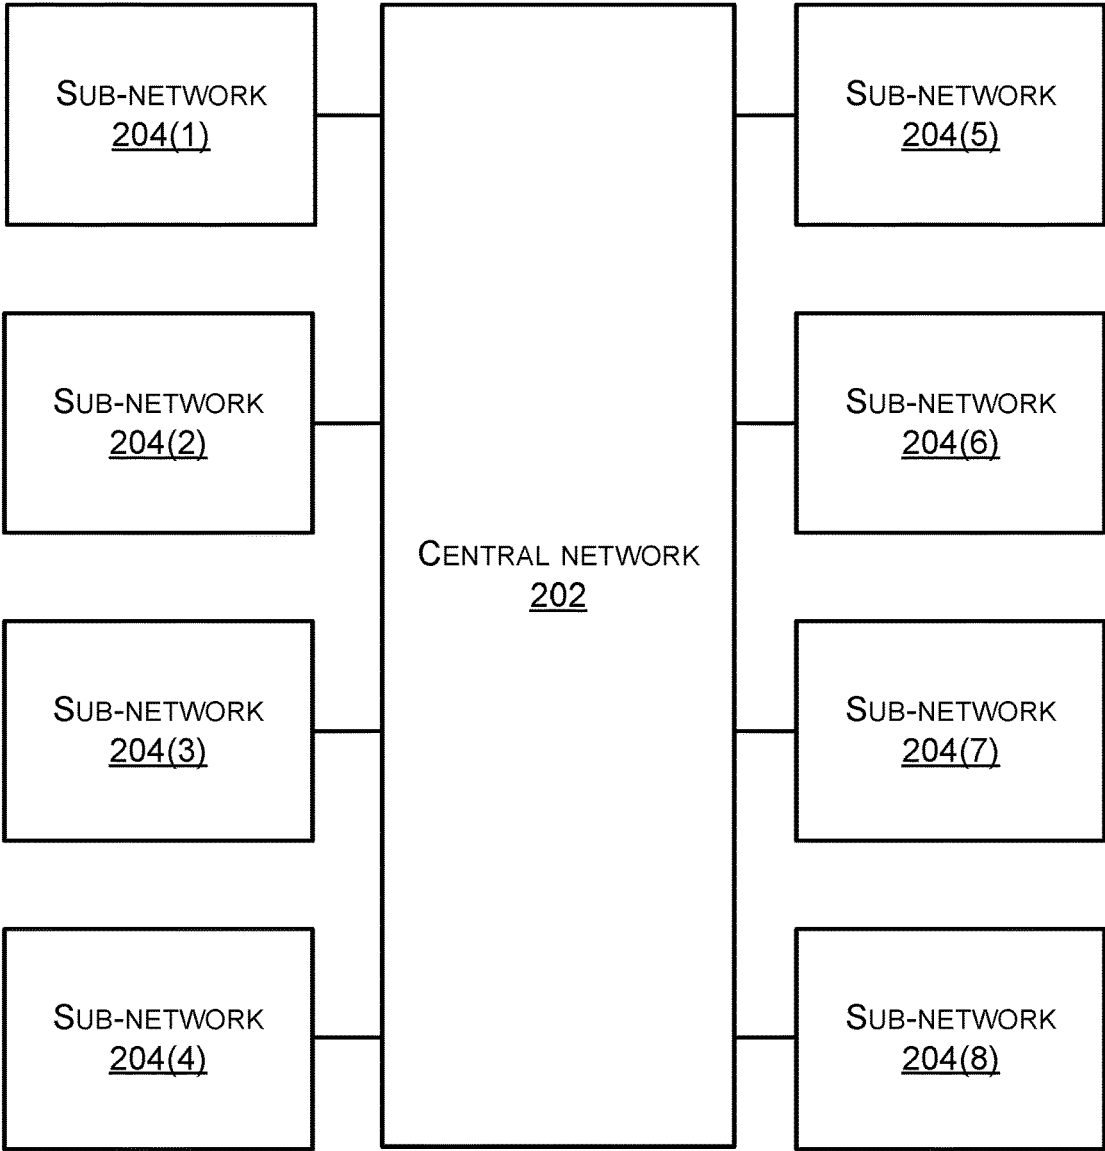 SUB-NETWORK
204(1)
SUB-NETWORK
204(2)
SUB-NETWORK
204(3)
SUB-NETWORK
204(4)
CENTRAL NETWORK
202
SUB-NETWORK
204(5)
SUB-NETWORK
204(6)
SUB-NETWORK
204(7)
SUB-NETWORK
204(8)